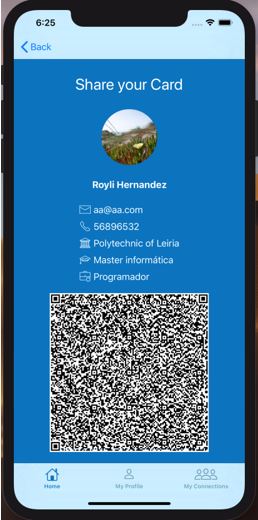 6:25
Back
Share your Card
Royli Hernandez
aa@aa.com
56896532
Polytechnic of Leiria
Master informática
Programador
Home
My Profile
My Connections